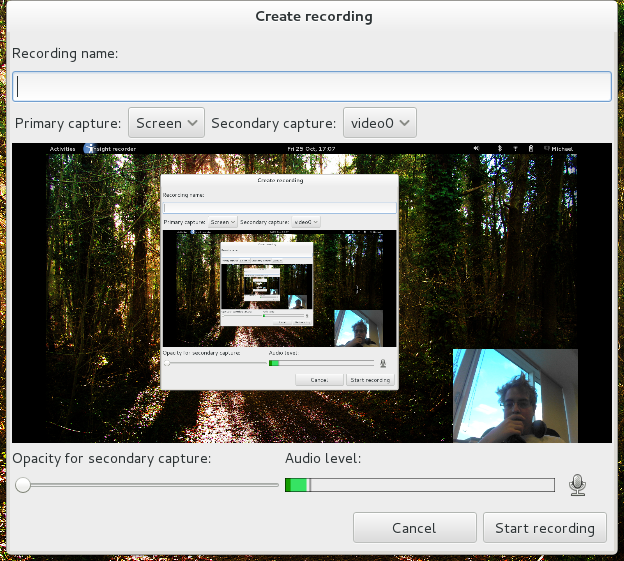 Create recording
Recording name:
Primary capture: Screen Secondary capture: video0
Activities Insight recorder Fri 25 Oct, 17:07 Michael
Create recording
Recording name:
Primary capture: Screen Secondary capture: video0
Opacity for secondary capture: Audio level:
Cancel Start recording
Opacity for secondary capture: Audio level:
Cancel Start recording